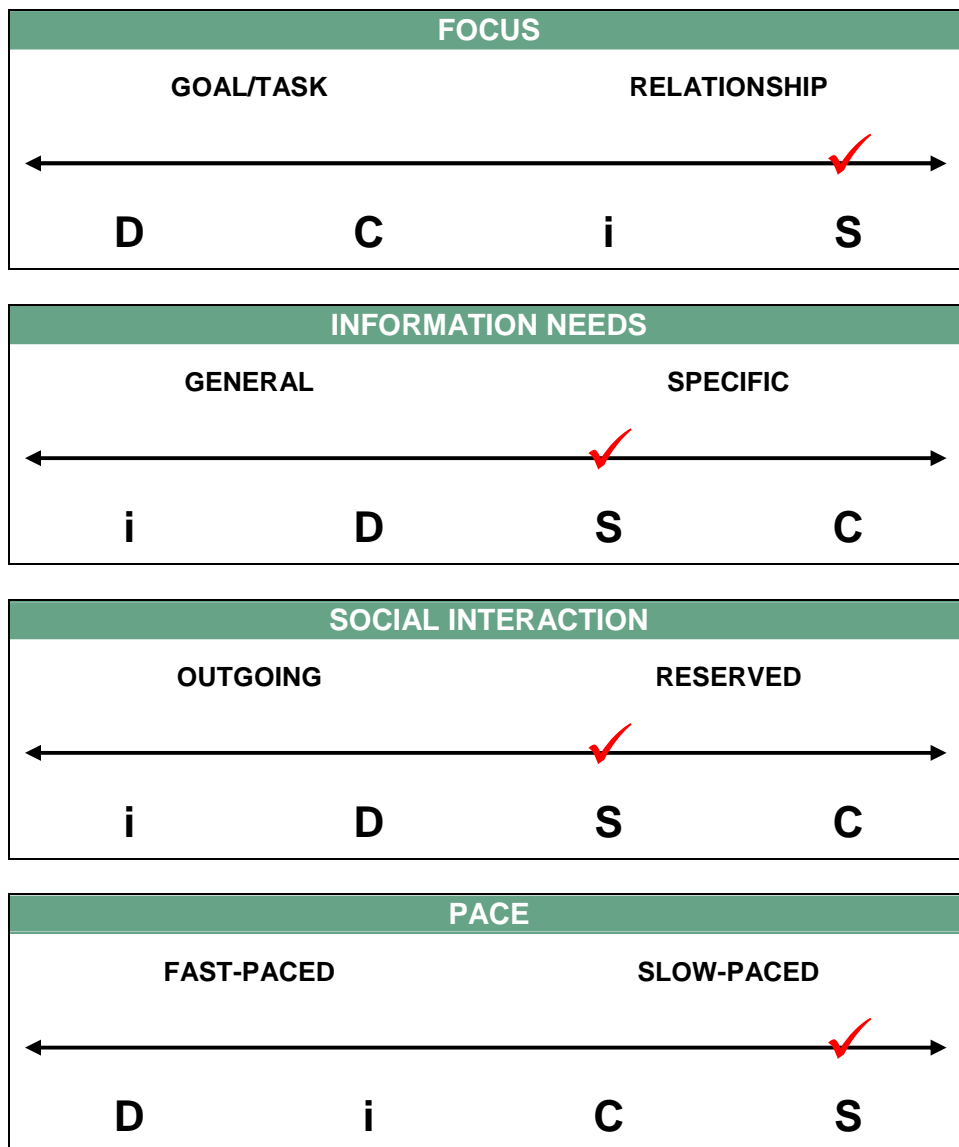 FOCUS
GOAL/TASK RELATIONSHIP
D C i S
INFORMATION NEEDS
GENERAL SPECIFIC
i D S C
SOCIAL INTERACTION
OUTGOING RESERVED
i D S C
PACE
FAST-PACED SLOW-PACED
D i C S